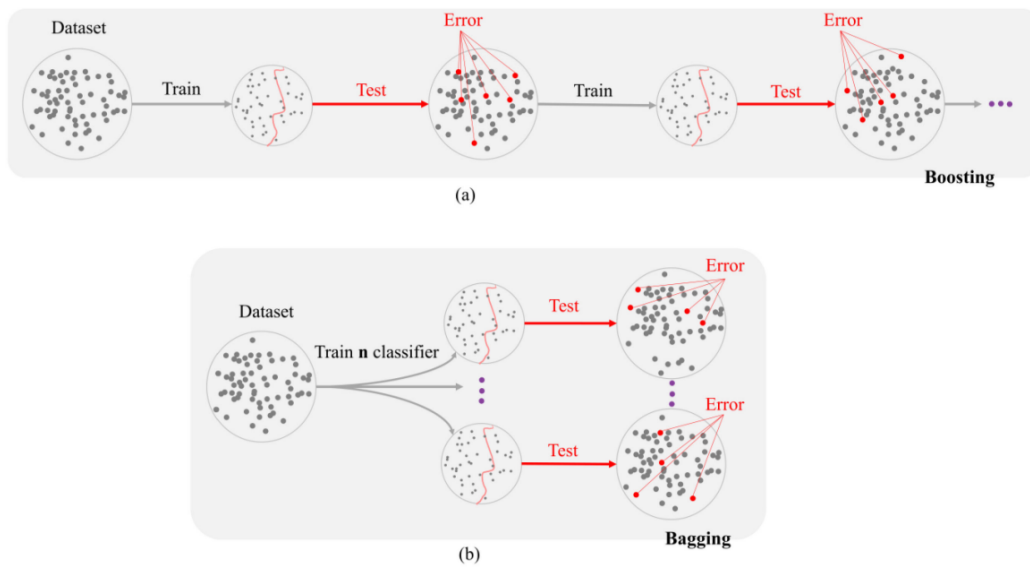 Dataset
Error
Error
Train
Test
Train
Test
Boosting
(a)
Dataset
Error
Test
Train n classifier
Error
Test
Bagging
(b)